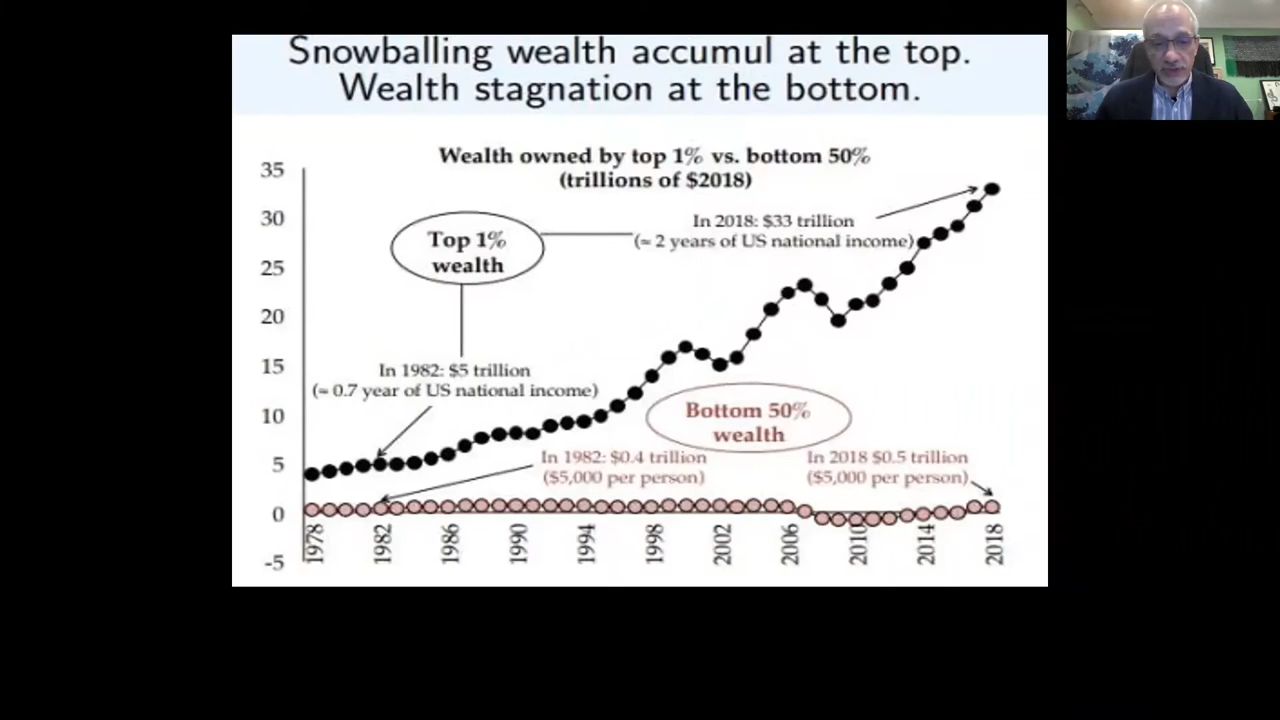 Snowballing wealth accumul at the top.
Wealth stagnation at the bottom.
Wealth owned by top 1% vs. bottom 50%
(trillions of $2018)
35
30
25
20
15
10
5
0
-5
Top 1%
wealth
In 2018: $33 trillion
(≈ 2 years of US national income)
In 1982: $5 trillion
(≈ 0.7 year of US national income)
Bottom 50%
wealth
In 1982: $0.4 trillion
($5,000 per person)
In 2018 $0.5 trillion
($5,000 per person)
1978
1982
1986
1990
1994
1998
2002
2006
2010
2014
2018